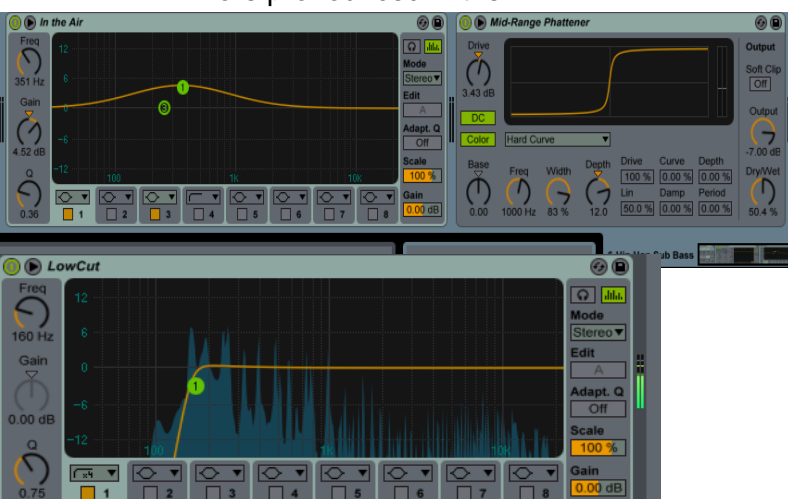 In the Air
Mid-Range Phattener
Freq
351 Hz
Gain
4.52 dB
Q
0.36
12
6
0
-6
-12
100
1K
10K
1
3
Mode
Stereo
Edit
A
Adapt. Q
Off
Scale
100 %
Gain
0.00 dB
1
2
3
4
5
6
7
8
Drive
3.43 dB
DC
Color
Hard Curve
Output
Soft Clip
Off
Output
-7.00 dB
Base
0.00
Freq
1000 Hz
Width
83 %
Depth
12.0
Drive Curve Depth
100 % 0.00 % 0.00 %
Lin Damp Period
50.0 % 0.00 % 0.00 %
Dry/Wet
50.4 %
Sub Bass
LowCut
Freq
160 Hz
Gain
0.00 dB
Q
0.75
12
6
0
-6
-12
100
1K
10K
1
Mode
Stereo
Edit
A
Adapt. Q
Off
Scale
100 %
Gain
0.00 dB
x4
1
2
3
4
5
6
7
8